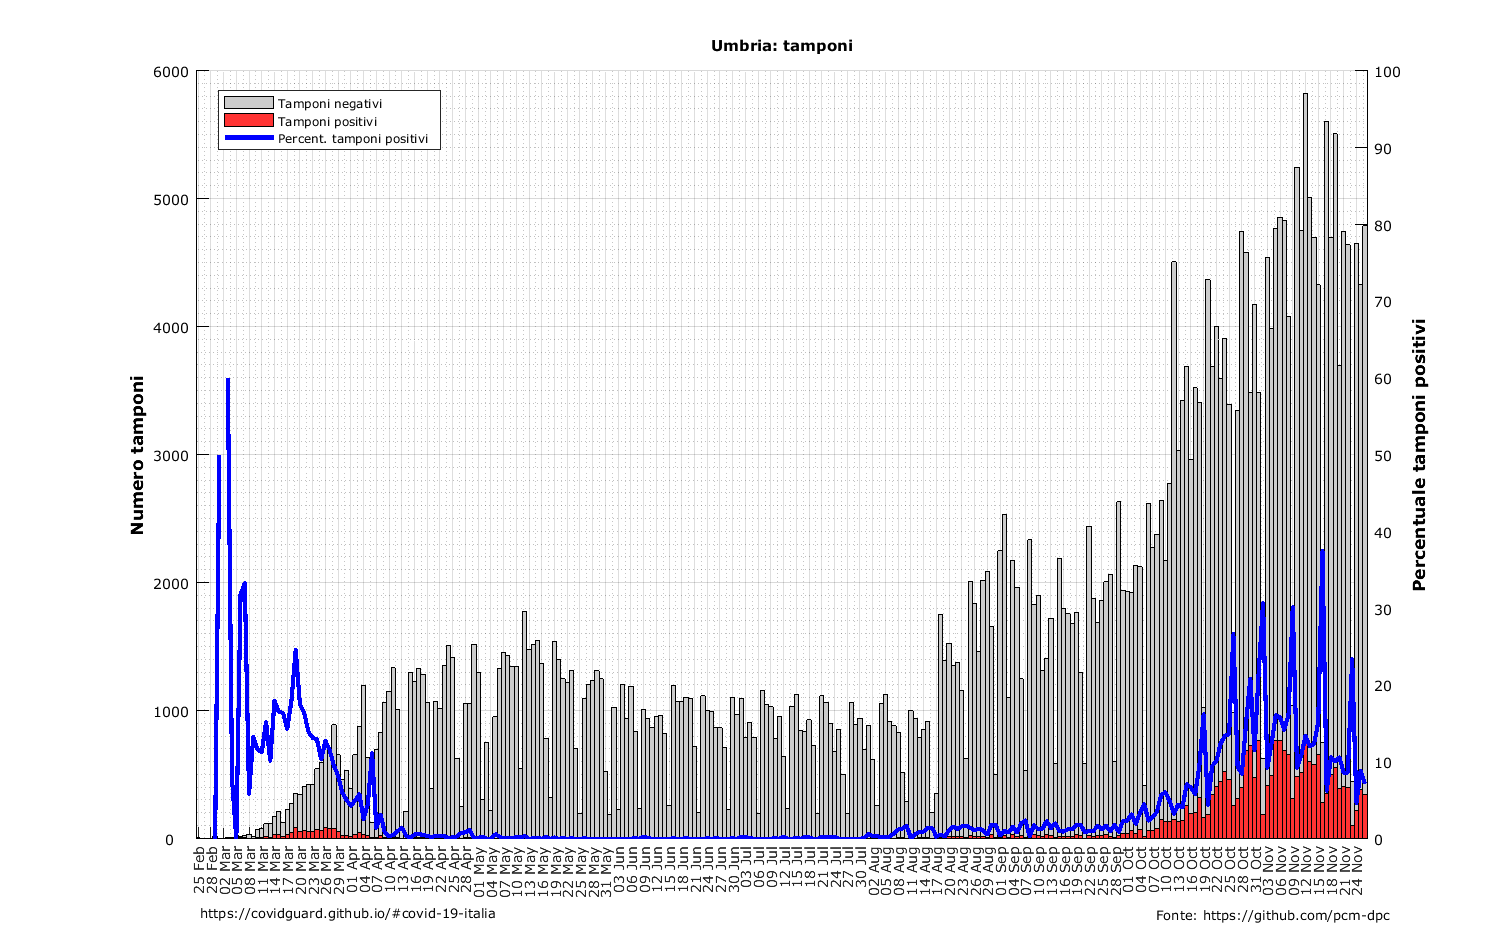 Umbria: tamponi
Tamponi negativi
Tamponi positivi
Percent. tamponi positivi
Numero tamponi
6000
5000
4000
3000
2000
1000
0
Percentuale tamponi positivi
100
90
80
70
60
50
40
30
20
10
0
25 Feb
28 Feb
02 Mar
05 Mar
08 Mar
11 Mar
14 Mar
17 Mar
20 Mar
23 Mar
26 Mar
29 Mar
01 Apr
04 Apr
07 Apr
10 Apr
13 Apr
16 Apr
19 Apr
22 Apr
25 Apr
28 Apr
01 May
04 May
07 May
10 May
13 May
16 May
19 May
22 May
25 May
28 May
31 May
03 Jun
06 Jun
09 Jun
12 Jun
15 Jun
18 Jun
21 Jun
24 Jun
27 Jun
30 Jun
03 Jul
06 Jul
09 Jul
12 Jul
15 Jul
18 Jul
21 Jul
24 Jul
27 Jul
30 Jul
02 Aug
05 Aug
08 Aug
11 Aug
14 Aug
17 Aug
20 Aug
23 Aug
26 Aug
29 Aug
01 Sep
04 Sep
07 Sep
10 Sep
13 Sep
16 Sep
19 Sep
22 Sep
25 Sep
28 Sep
01 Oct
04 Oct
07 Oct
10 Oct
13 Oct
16 Oct
19 Oct
22 Oct
25 Oct
28 Oct
31 Oct
03 Nov
06 Nov
09 Nov
12 Nov
15 Nov
18 Nov
21 Nov
24 Nov
https://covidguard.github.io/#covid-19-italia
Fonte: https://github.com/pcm-dpc